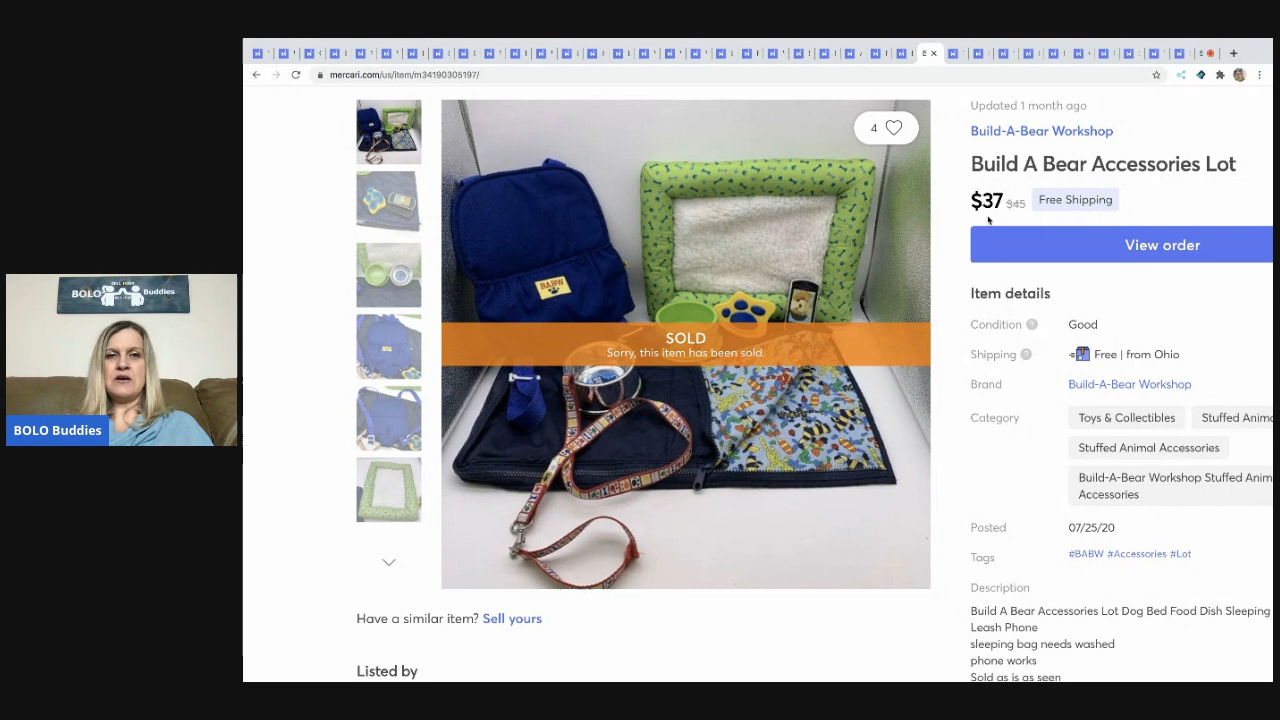 mercari.com/us/item/m34190305197/
4
SOLD
Sorry, this item has been sold.
BABW
Have a similar item? Sell yours
Listed by
Updated 1 month ago
Build-A-Bear Workshop
Build A Bear Accessories Lot
$37 $45 Free Shipping
View order
Item details
Condition Good
Shipping Free | from Ohio
Brand Build-A-Bear Workshop
Category Toys & Collectibles Stuffed Anim
Stuffed Animal Accessories
Build-A-Bear Workshop Stuffed Anim
Accessories
Posted 07/25/20
Tags #BABW #Accessories #Lot
Description
Build A Bear Accessories Lot Dog Bed Food Dish Sleeping
Leash Phone
sleeping bag needs washed
phone works
Sold as is as seen
BOLO Buddies
BOLO Buddies